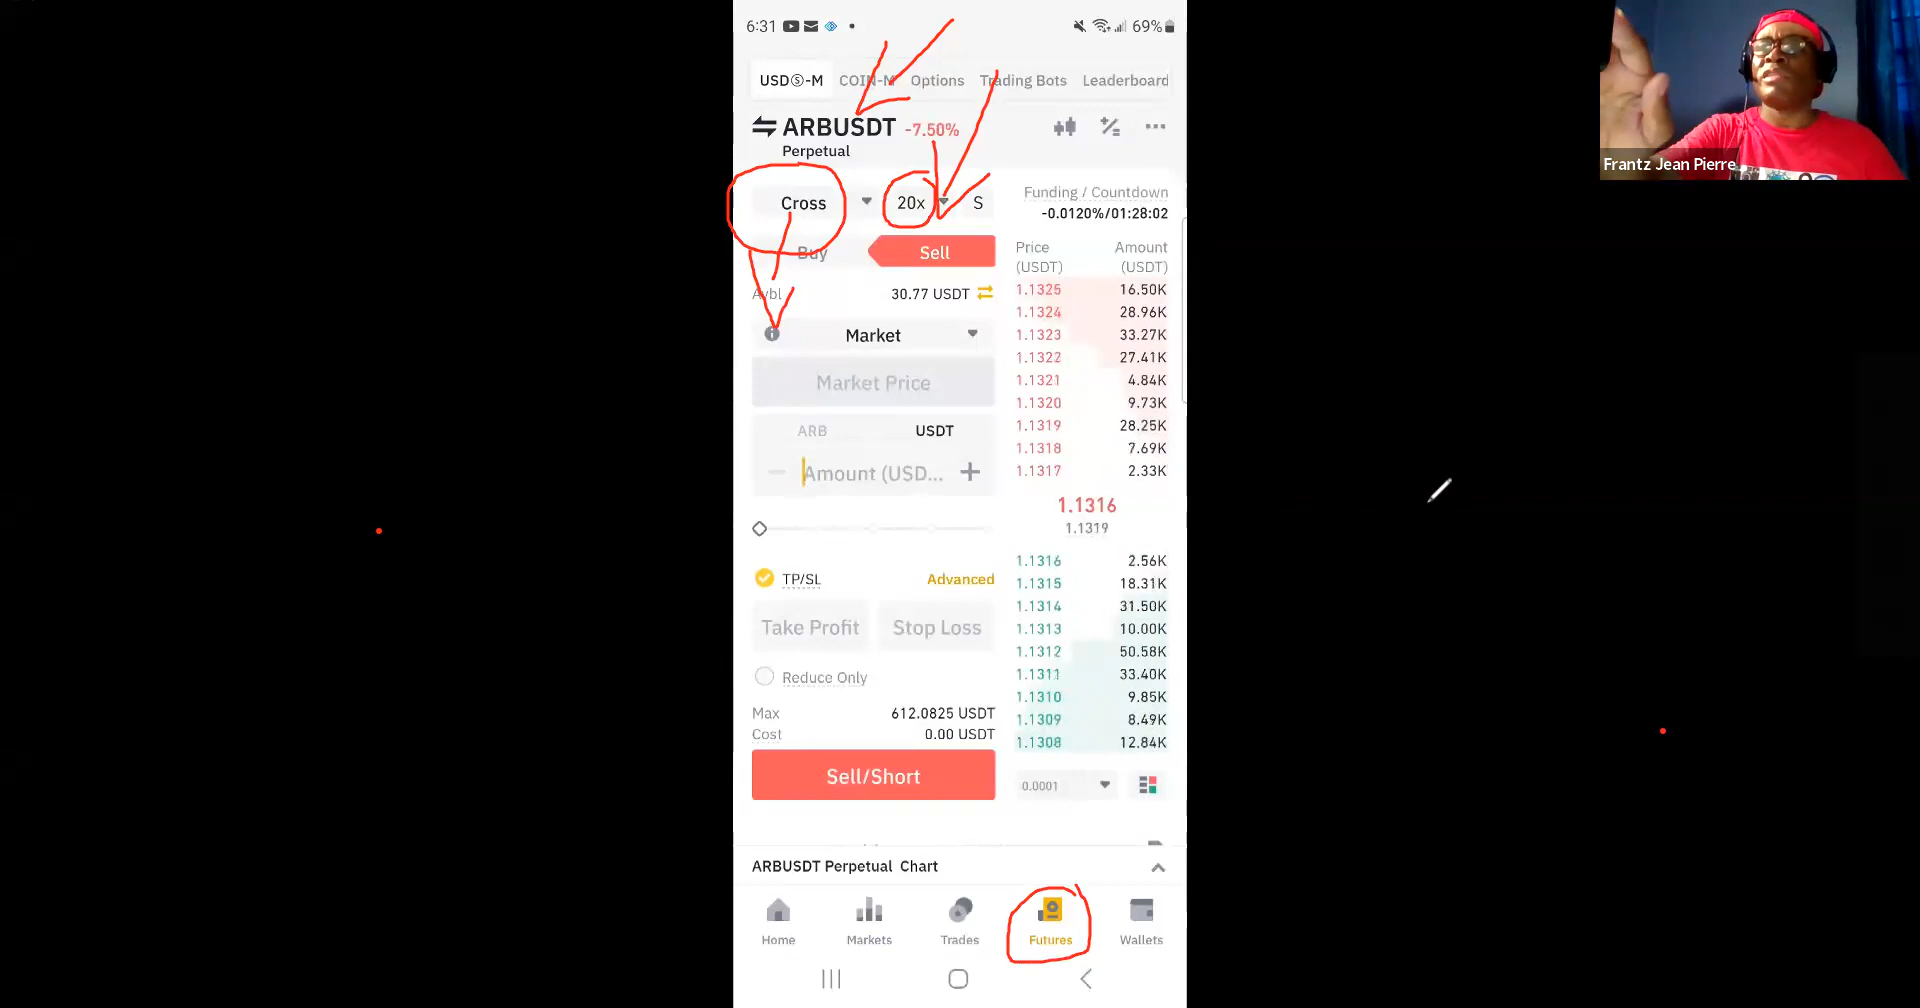 6:31
69%
USDⓈ-M COIN-M Options Trading Bots Leaderboard
ARBUSDT -7.50%
Perpetual
Cross 20x S
Buy Sell
Avbl 30.77 USDT
Market
Market Price
ARB USDT
Amount (USD...
TP/SL Advanced
Take Profit Stop Loss
Reduce Only
Max 612.0825 USDT
Cost 0.00 USDT
Sell/Short
Funding / Countdown
-0.0120%/01:28:02
Price Amount
(USDT) (USDT)
1.1325 16.50K
1.1324 28.96K
1.1323 33.27K
1.1322 27.41K
1.1321 4.84K
1.1320 9.73K
1.1319 28.25K
1.1318 7.69K
1.1317 2.33K
1.1316
1.1319
1.1316 2.56K
1.1315 18.31K
1.1314 31.50K
1.1313 10.00K
1.1312 50.58K
1.1311 33.40K
1.1310 9.85K
1.1309 8.49K
1.1308 12.84K
0.0001
ARBUSDT Perpetual Chart
Home Markets Trades Futures Wallets
Frantz Jean Pierre